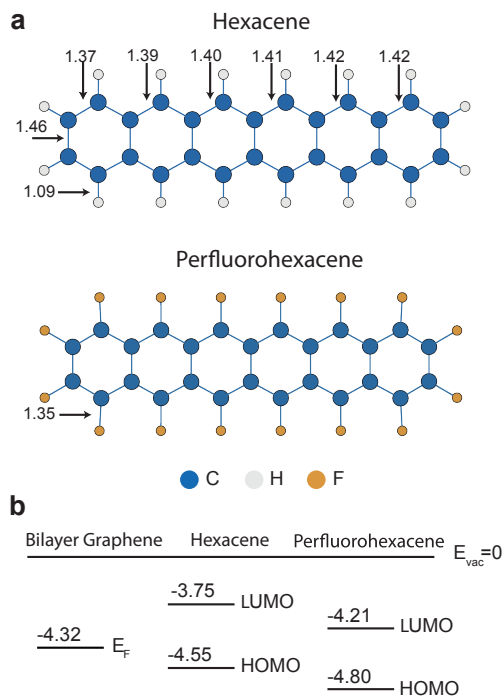 a
Hexacene
1.37 1.39 1.40 1.41 1.42 1.42
1.46
1.09
Perfluorohexacene
1.35
C H F
b
Bilayer Graphene Hexacene Perfluorohexacene
E_vac=0
-3.75 LUMO
-4.21 LUMO
-4.32 E_F
-4.55 HOMO
-4.80 HOMO